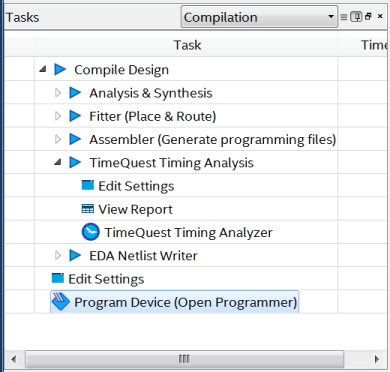 Tasks Compilation
Task Time
Compile Design
Analysis & Synthesis
Fitter (Place & Route)
Assembler (Generate programming files)
TimeQuest Timing Analysis
Edit Settings
View Report
TimeQuest Timing Analyzer
EDA Netlist Writer
Edit Settings
Program Device (Open Programmer)